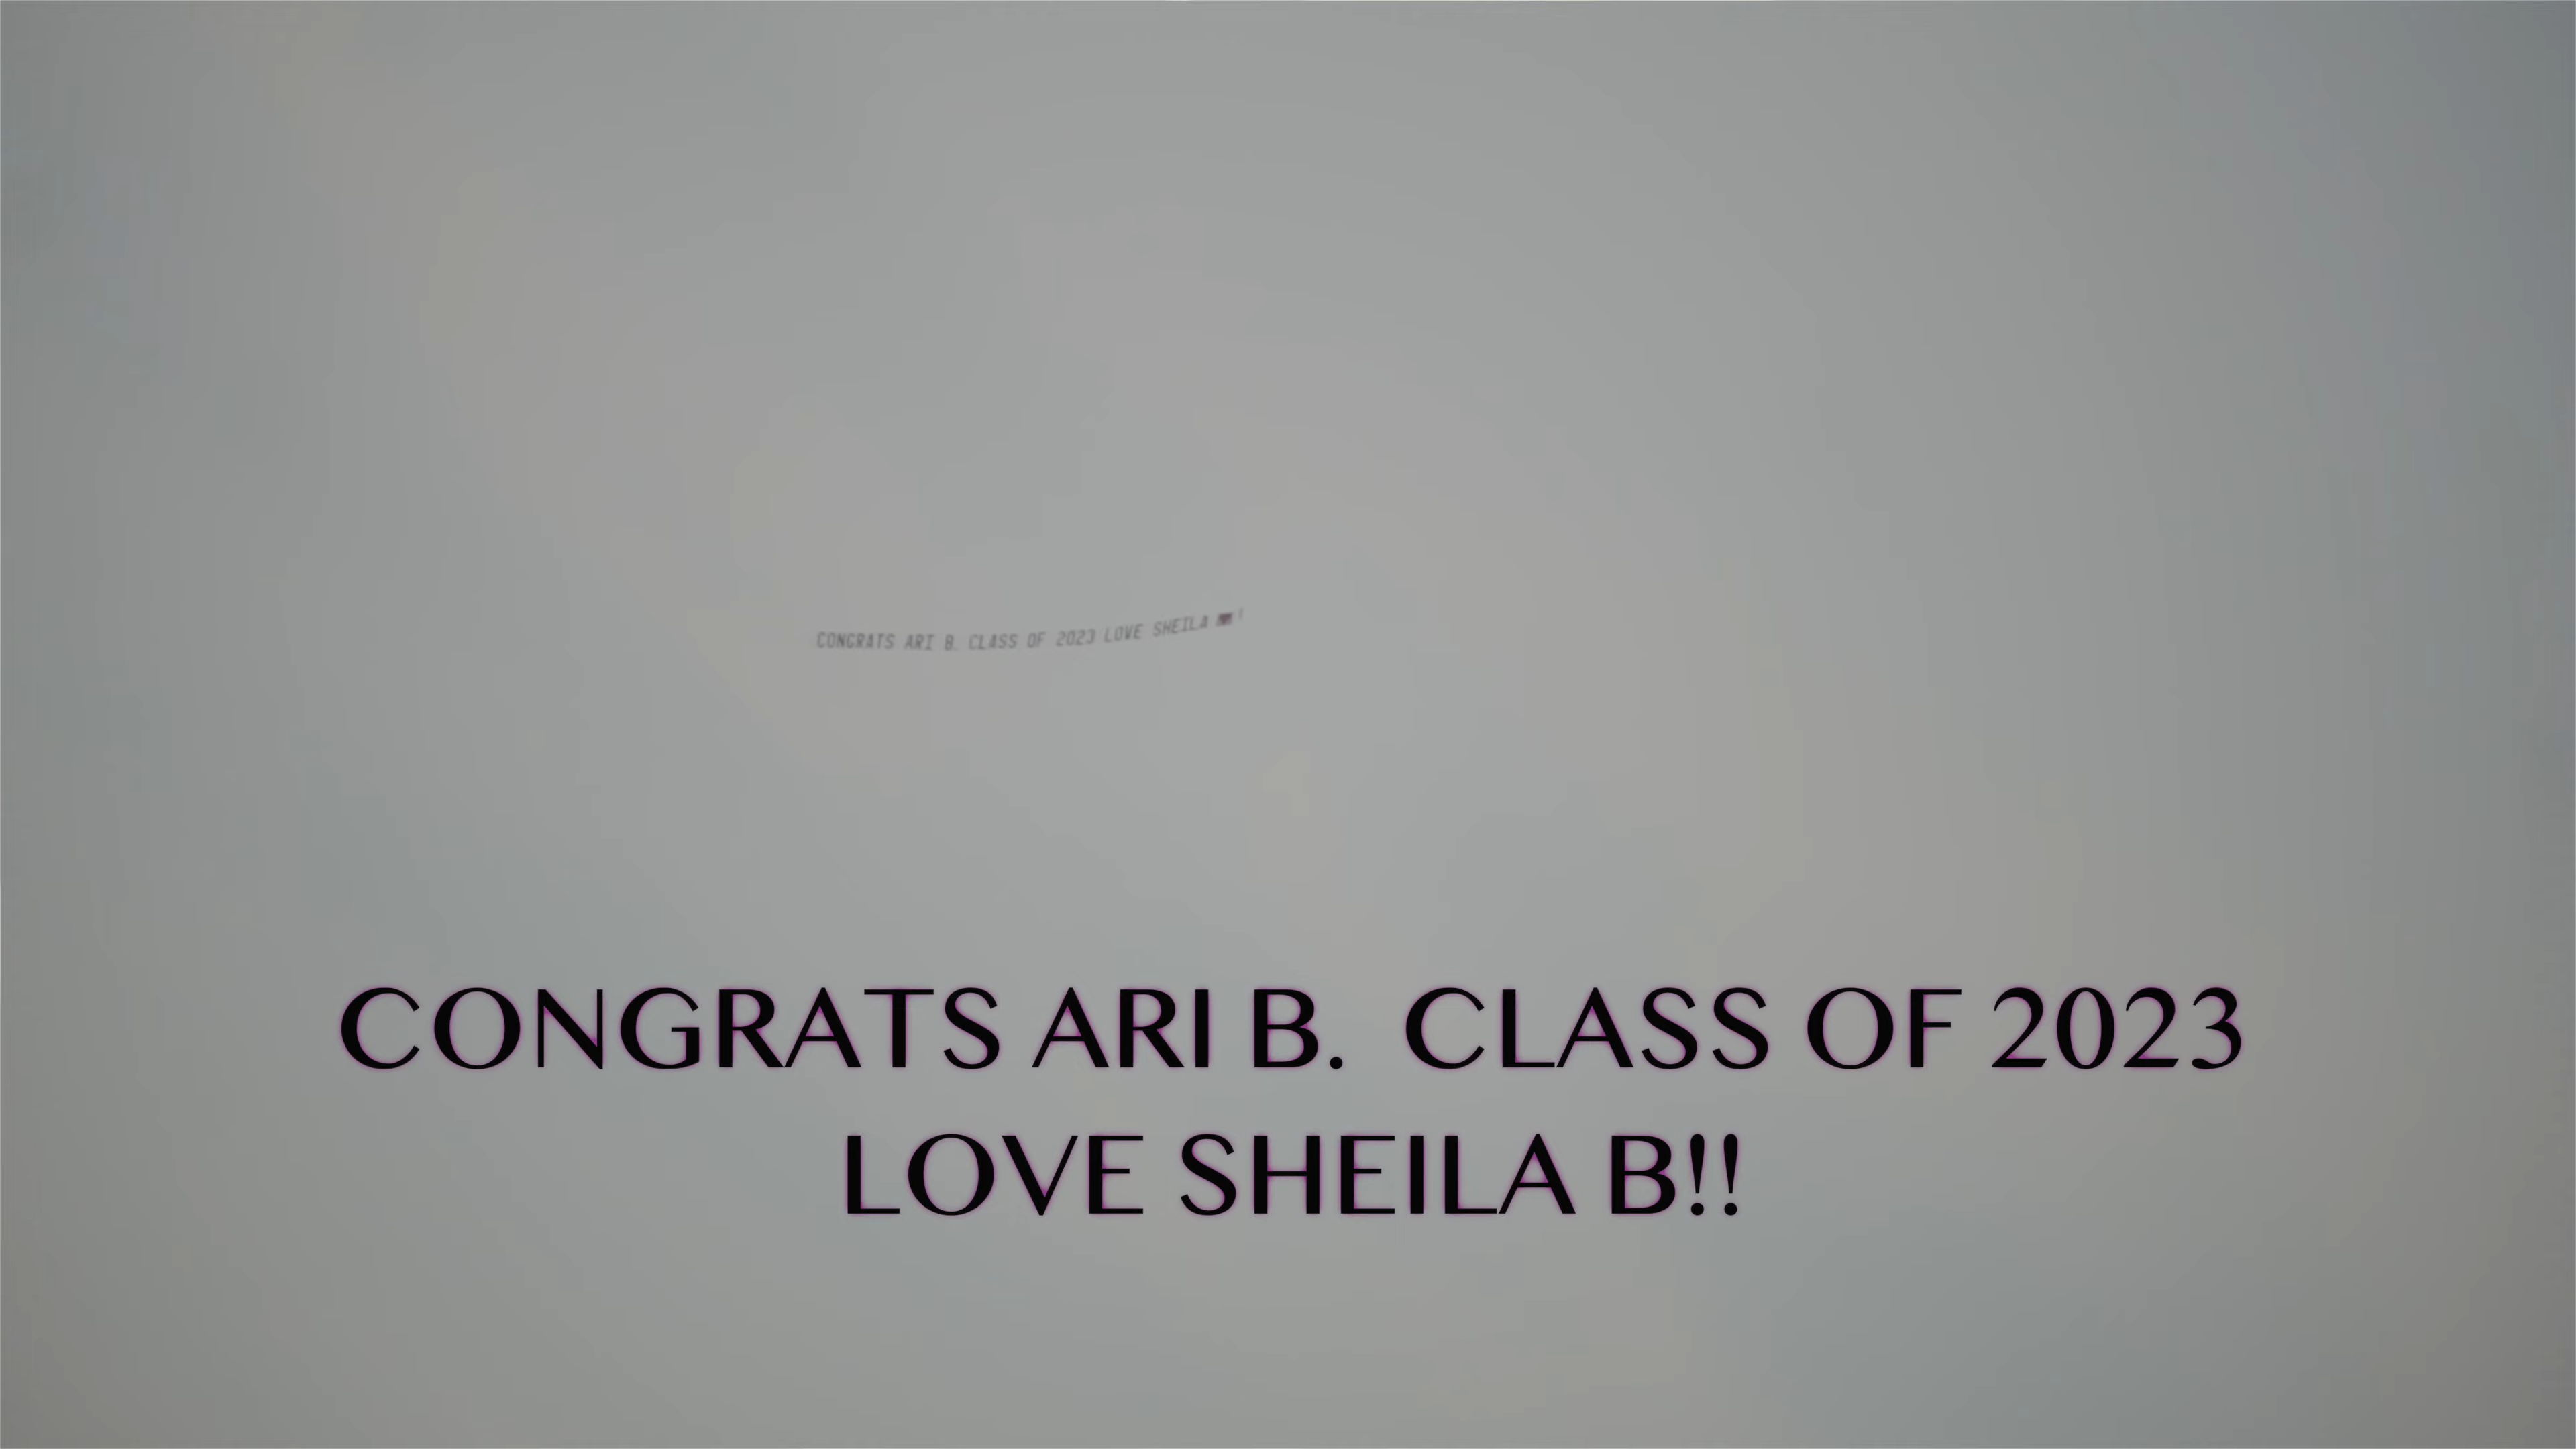 CONGRATS ARI B. CLASS OF 2023 LOVE SHEILA
CONGRATS ARI B. CLASS OF 2023
LOVE SHEILA B!!